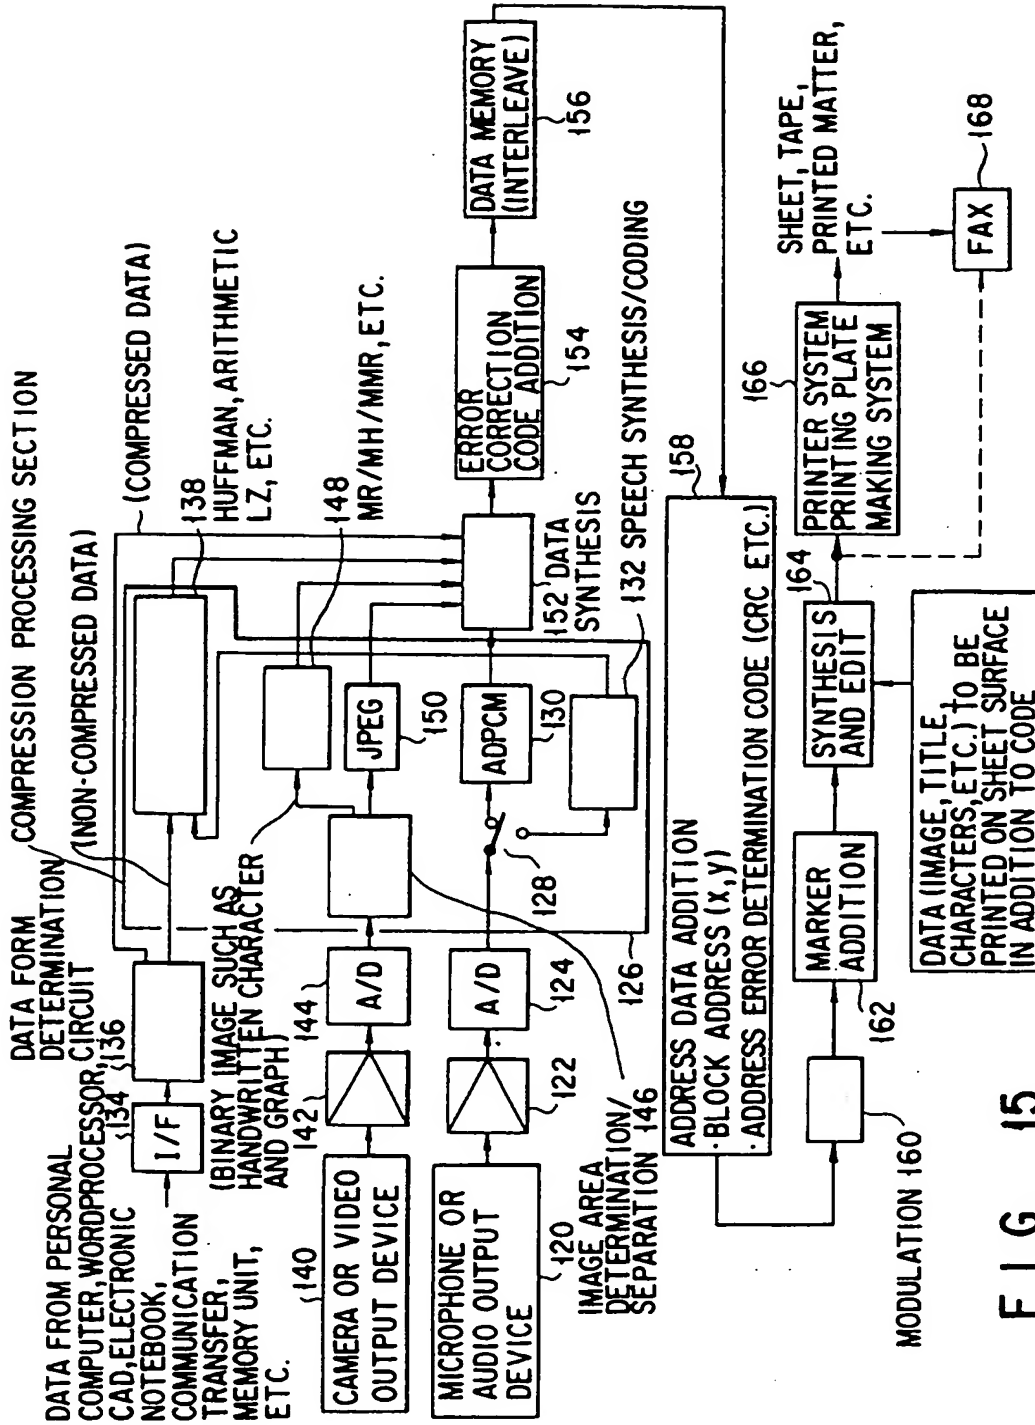 DATA FROM PERSONAL
COMPUTER, WORDPROCESSOR,
CAD, ELECTRONIC
NOTEBOOK,
COMMUNICATION
TRANSFER,
MEMORY UNIT,
ETC.
134
I/F
DATA FORM
DETERMINATION
CIRCUIT
136
COMPRESSION PROCESSING SECTION
(NON-COMPRESSED DATA)
(COMPRESSED DATA)
138
HUFFMAN, ARITHMETIC
LZ, ETC.
(BINARY IMAGE SUCH AS
HANDWRITTEN CHARACTER
AND GRAPH)
148
MR/MH/MMR, ETC.
140
CAMERA OR VIDEO
OUTPUT DEVICE
142
144
A/D
JPEG
150
MICROPHONE OR
AUDIO OUTPUT
DEVICE
120
122
A/D
124
126
128
ADPCM
130
152 DATA
SYNTHESIS
132 SPEECH SYNTHESIS/CODING
IMAGE AREA
DETERMINATION/
SEPARATION 146
ERROR
CORRECTION
CODE ADDITION
154
DATA MEMORY
(INTERLEAVE)
156
158
ADDRESS DATA ADDITION
· BLOCK ADDRESS (x,y)
· ADDRESS ERROR DETERMINATION CODE (CRC ETC.)
MODULATION 160
MARKER
ADDITION
162
164
SYNTHESIS
AND EDIT
DATA (IMAGE, TITLE,
CHARACTERS, ETC.) TO BE
PRINTED ON SHEET SURFACE
IN ADDITION TO CODE
166
PRINTER SYSTEM
PRINTING PLATE
MAKING SYSTEM
SHEET, TAPE,
PRINTED MATTER,
ETC.
FAX
168
FIG 15